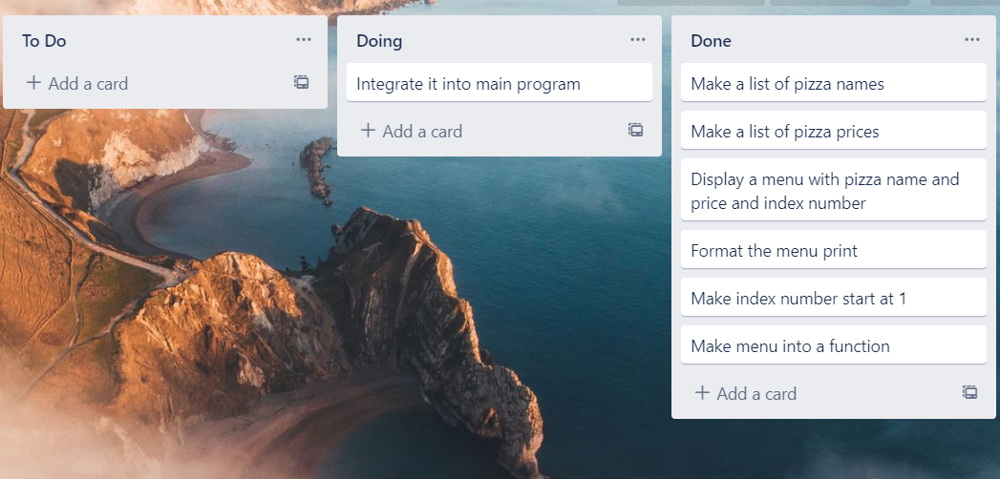 To Do
+ Add a card
Doing
Integrate it into main program
+ Add a card
Done
Make a list of pizza names
Make a list of pizza prices
Display a menu with pizza name and
price and index number
Format the menu print
Make index number start at 1
Make menu into a function
+ Add a card